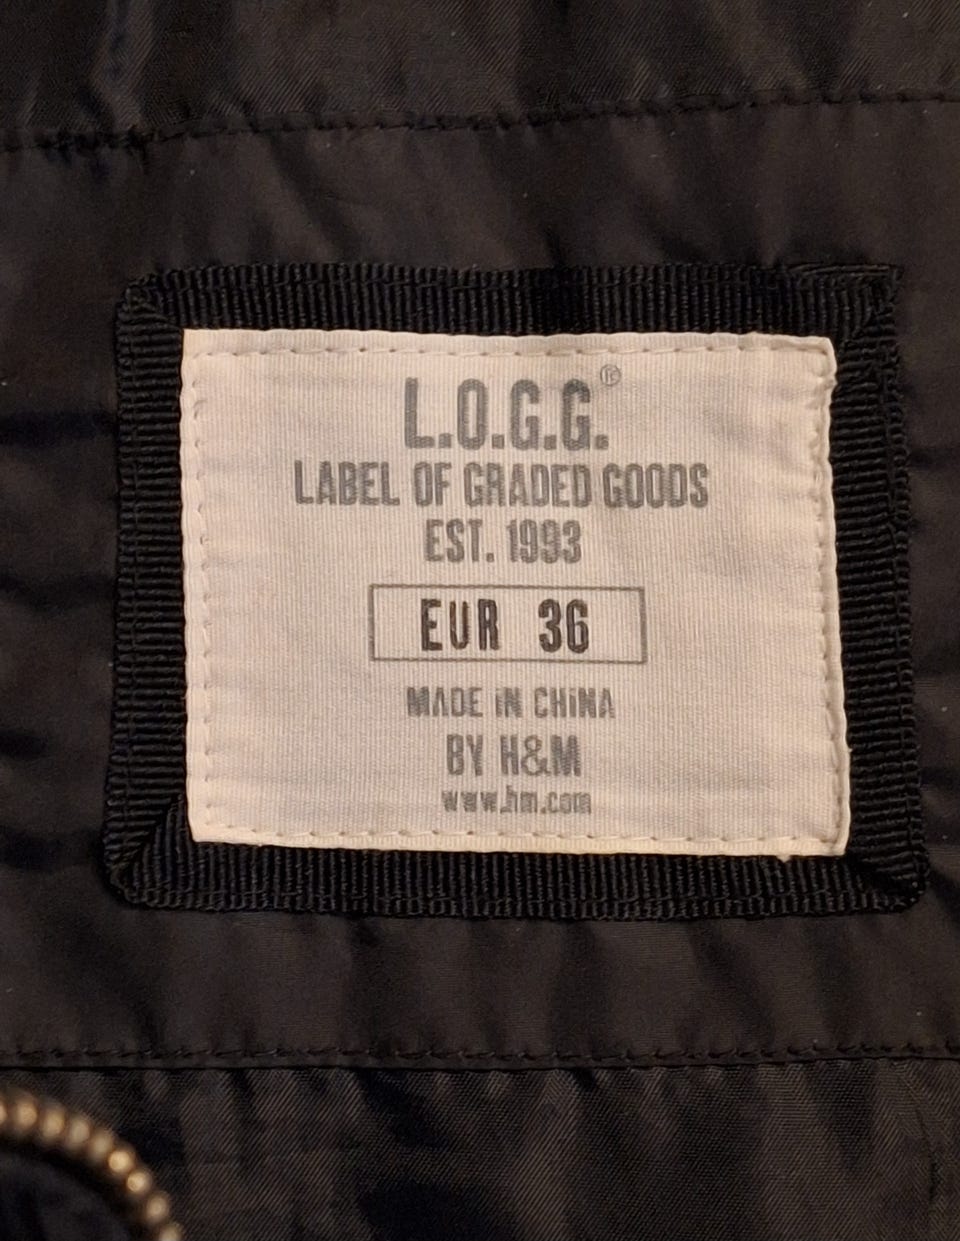 L.O.G.G.®
LABEL OF GRADED GOODS
EST. 1993
EUR 36
MADE iN CHiNA
BY H&M
www.hm.com